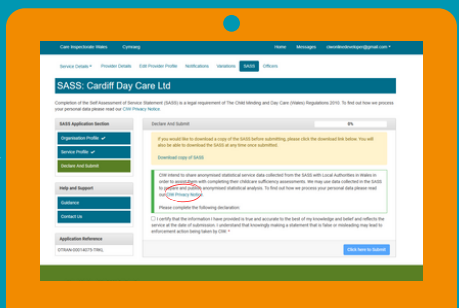 Care Inspectorate Wales Cymraeg Home Messages
Service Details Provider Details Edit Provider Profile Notifications Variations SASS Officers
SASS: Cardiff Day Care Ltd
Completion of the Self Assessment of Service Statement (SASS) is a legal requirement of The Child Minding and Day Care (Wales) Regulations 2010. To find out how we process
your personal data please read our CIW Privacy Notice.
SASS Application Section
Organisation Profile ✓
Service Profile ✓
Declare And Submit
Help and Support
Guidance
Contact Us
Application Reference
Declare And Submit 0%
If you would like to download a copy of the SASS before submitting, please click the download link below. You will
also be able to download the SASS at any time once submitted.
Download copy of SASS
CIW intend to share anonymised statistical service data collected from the SASS with Local Authorities in Wales in
order to assist them with completing their childcare sufficiency assessments. We may use data collected in the SASS
to prepare and publish anonymised statistical analysis. To find out how we process your personal data please read
our CIW Privacy Notice.
Please complete the following declaration:
I certify that the information I have provided is true and accurate to the best of my knowledge and belief and reflects the
service at the date of submission. I understand that knowingly making a statement that is false or misleading may lead to
enforcement action being taken by CIW. *
Click here to Submit